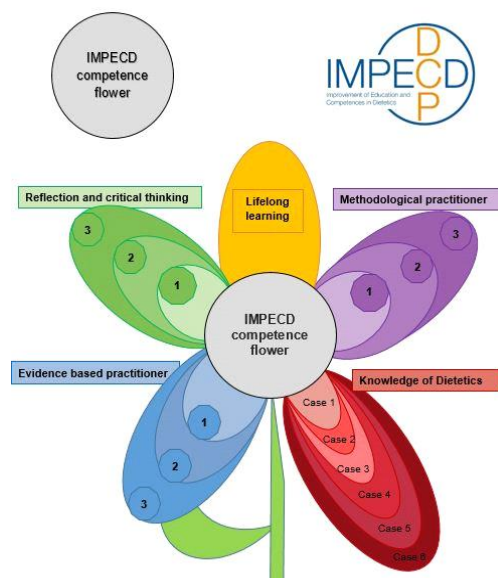 IMPECD
competence
flower
D
IMPECD
C
P
Improvement of Education and
Competences in Dietetics
Reflection and critical thinking
Lifelong
learning
Methodological practitioner
3
2
1
3
2
1
IMPECD
competence
flower
Evidence based practitioner
1
2
3
Knowledge of Dietetics
Case 1
Case 2
Case 3
Case 4
Case 5
Case 6